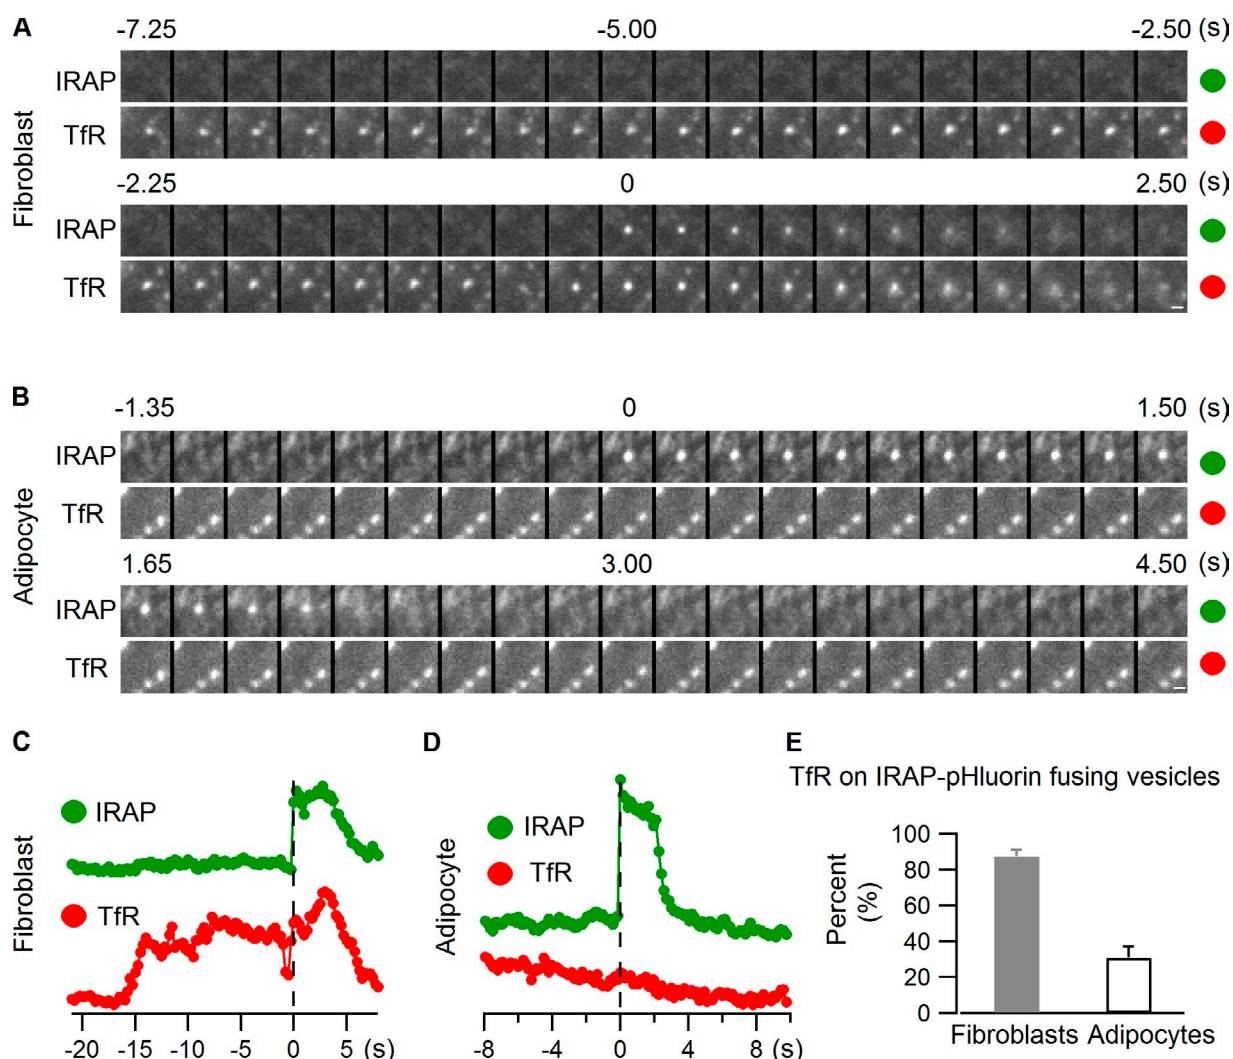 A
-7.25 -5.00 -2.50 (s)
IRAP
TfR
Fibroblast
-2.25 0 2.50 (s)
IRAP
TfR
B
-1.35 0 1.50 (s)
IRAP
TfR
Adipocyte
1.65 3.00 4.50 (s)
IRAP
TfR
C
IRAP
TfR
Fibroblast
-20 -15 -10 -5 0 5 (s)
D
IRAP
TfR
Adipocyte
-8 -4 0 4 8 (s)
E
TfR on IRAP-pHluorin fusing vesicles
Percent
(%)
100
80
60
40
20
0
Fibroblasts Adipocytes